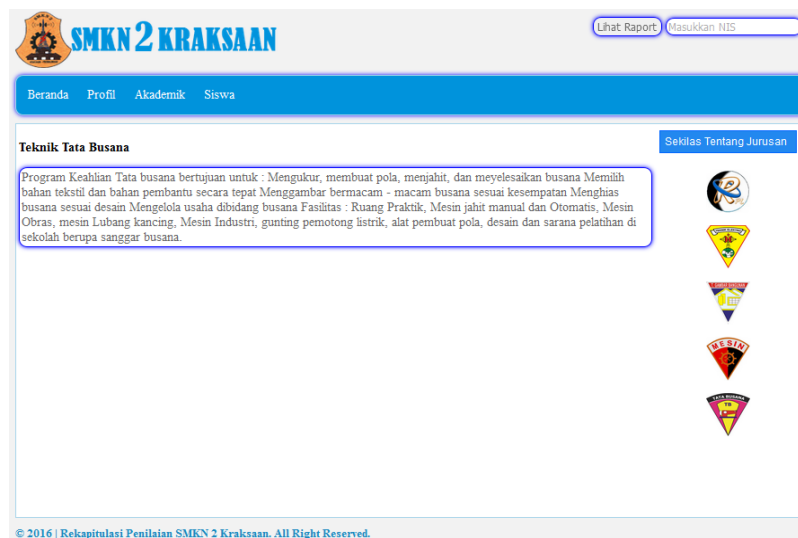 SMKN 2 KRAKSAAN
Lihat Raport
Masukkan NIS
Beranda Profil Akademik Siswa
Teknik Tata Busana
Sekilas Tentang Jurusan
Program Keahlian Tata busana bertujuan untuk : Mengukur, membuat pola, menjahit, dan meyelesaikan busana Memilih
bahan tekstil dan bahan pembantu secara tepat Menggambar bermacam - macam busana sesuai kesempatan Menghias
busana sesuai desain Mengelola usaha dibidang busana Fasilitas : Ruang Praktik, Mesin jahit manual dan Otomatis, Mesin
Obras, mesin Lubang kancing, Mesin Industri, gunting pemotong listrik, alat pembuat pola, desain dan sarana pelatihan di
sekolah berupa sanggar busana.
MESIN
TATA BUSANA
TB
© 2016 | Rekapitulasi Penilaian SMKN 2 Kraksaan. All Right Reserved.